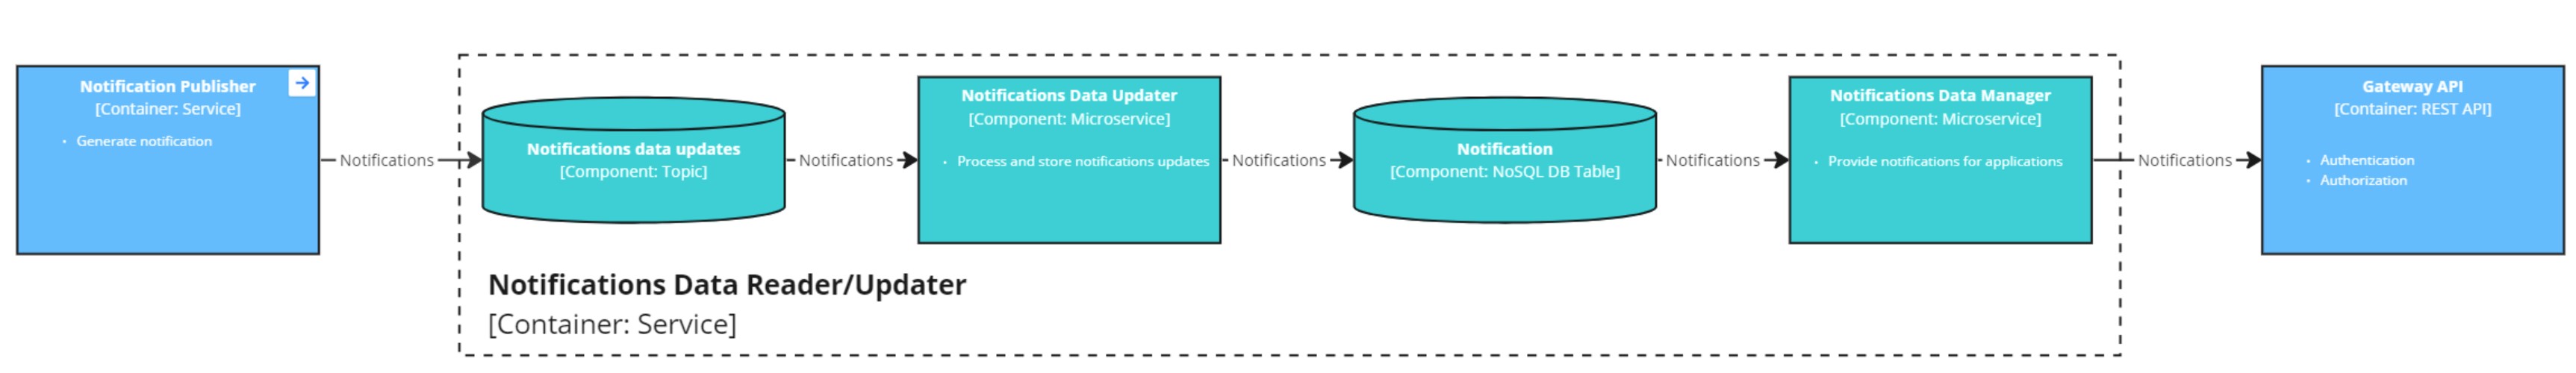 Notification Publisher
[Container: Service]
• Generate notification
Notifications
Notifications data updates
[Component: Topic]
Notifications
Notifications Data Updater
[Component: Microservice]
• Process and store notifications updates
Notifications
Notification
[Component: NoSQL DB Table]
Notifications
Notifications Data Manager
[Component: Microservice]
• Provide notifications for applications
Notifications
Gateway API
[Container: REST API]
• Authentication
• Authorization
Notifications Data Reader/Updater
[Container: Service]